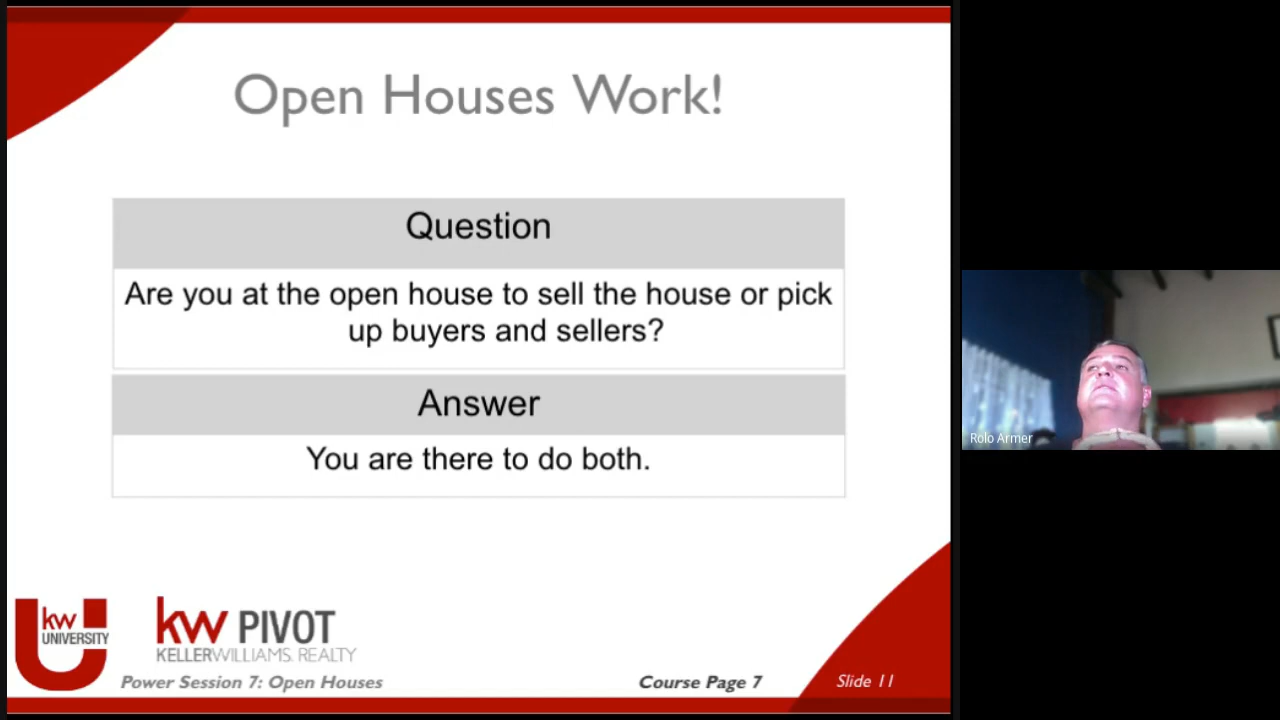 Open Houses Work!
Question
Are you at the open house to sell the house or pick
up buyers and sellers?
Answer
You are there to do both.
kw
UNIVERSITY
kw PIVOT
KELLERWILLIAMS. REALTY
Power Session 7: Open Houses
Course Page 7
Slide 11
Rolo Armer